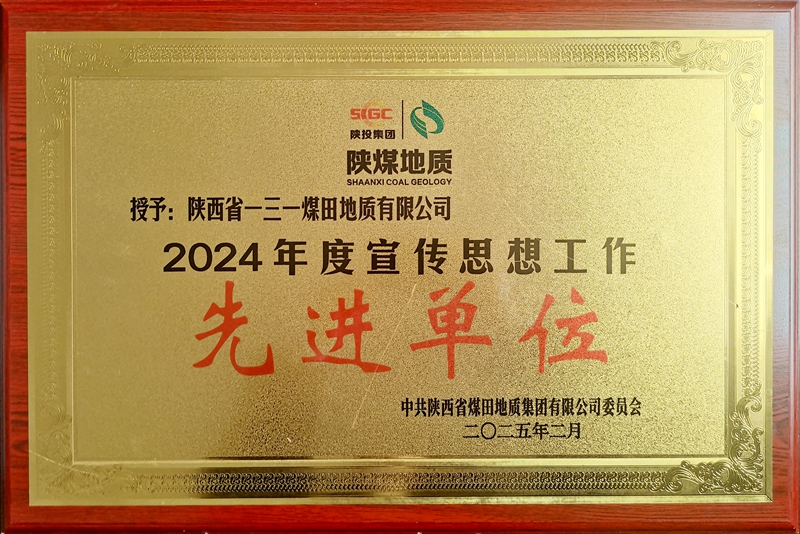 SIGC
陕投集团
陕煤地质
SHAANXI COAL GEOLOGY
授予：陕西省一三一煤田地质有限公司
2024年度宣传思想工作
先进单位
中共陕西省煤田地质集团有限公司委员会
二〇二五年二月